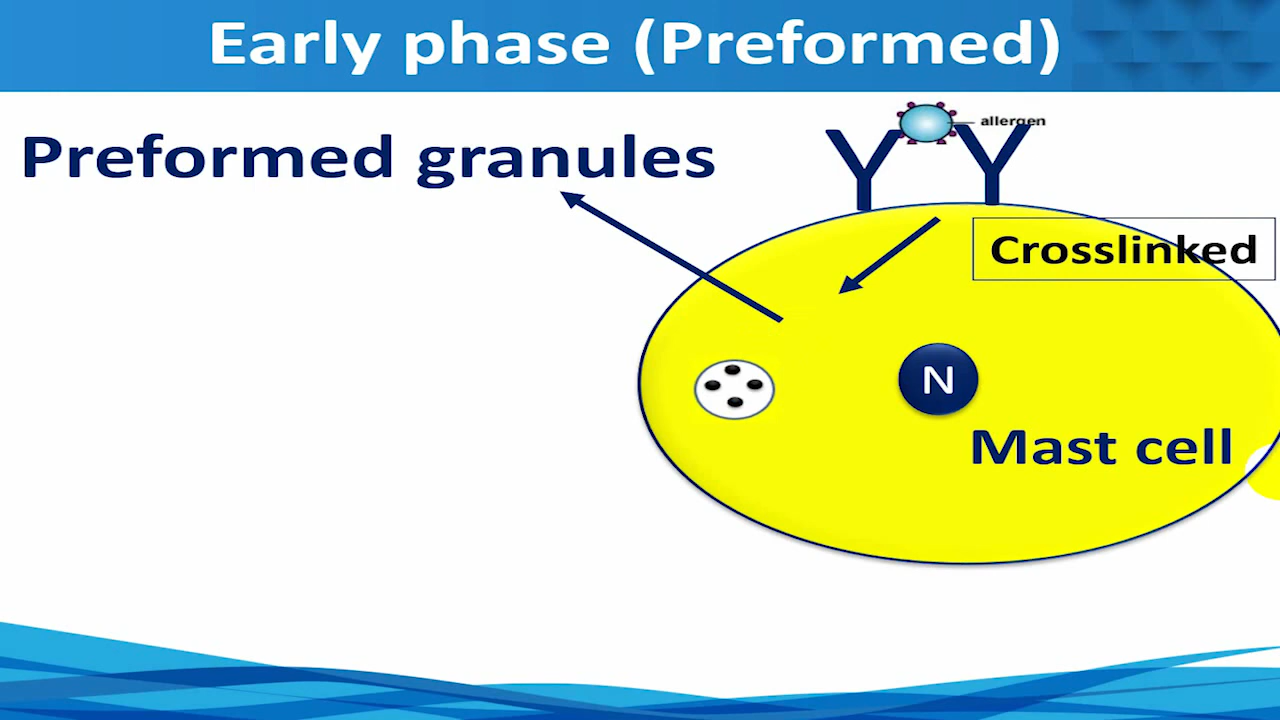 Early phase (Preformed)
allergen
Preformed granules
Crosslinked
N
Mast cell